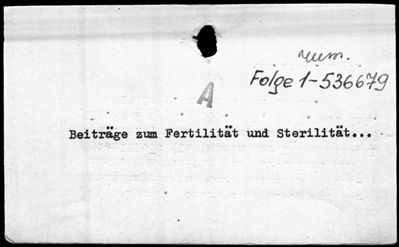 num.
Folge 1-536679
A
Beiträge zum Fertilität und Sterilität...